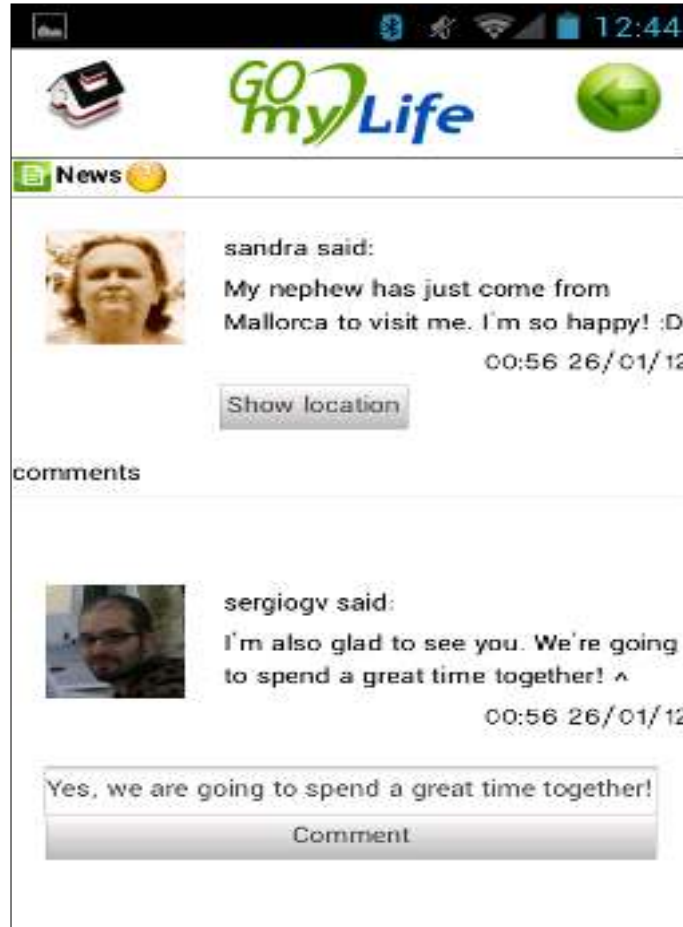 12:44
GO
my Life
News
sandra said:
My nephew has just come from
Mallorca to visit me. I'm so happy! :D
00:56 26/01/12
Show location
comments
sergiogv said:
I'm also glad to see you. We're going
to spend a great time together! ^
00:56 26/01/12
Yes, we are going to spend a great time together!
Comment